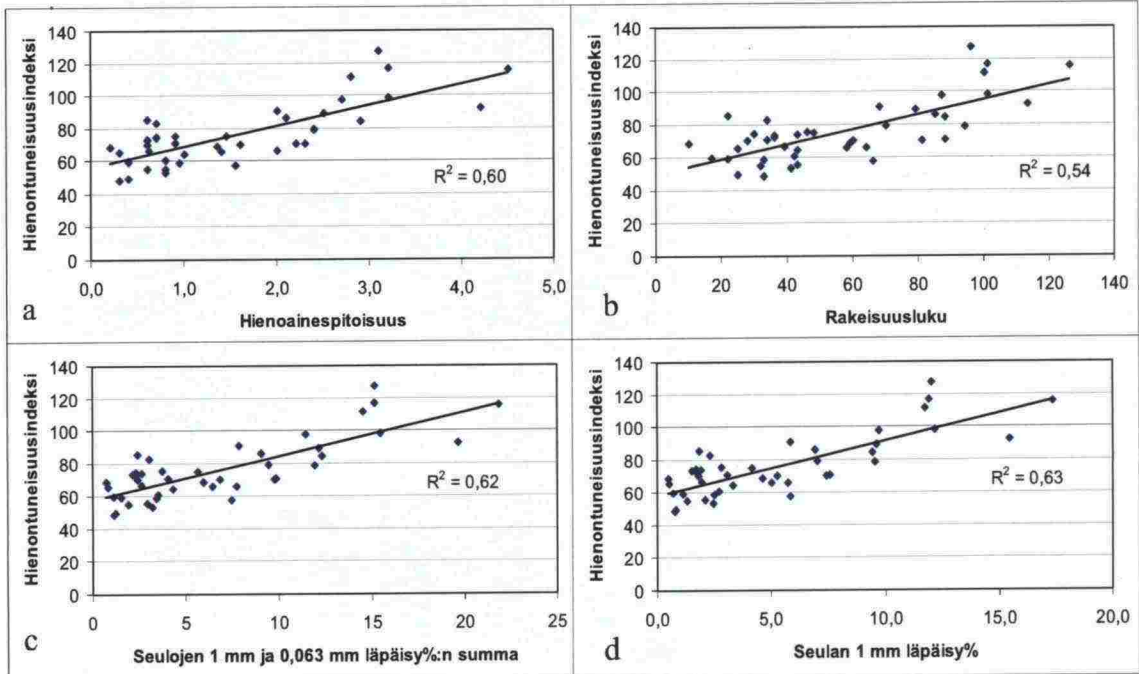 Hienontuneisuusindeksi
140
120
100
80
60
40
20
0
R² = 0,60
0,0 1,0 2,0 3,0 4,0 5,0
Hienoainespitoisuus
a
Hienontuneisuusindeksi
140
120
100
80
60
40
20
0
R² = 0,54
0 20 40 60 80 100 120 140
Rakeisuusluku
b
Hienontuneisuusindeksi
140
120
100
80
60
40
20
0
R² = 0,62
0 5 10 15 20 25
Seulojen 1 mm ja 0,063 mm läpäisy%:n summa
c
Hienontuneisuusindeksi
140
120
100
80
60
40
20
0
R² = 0,63
0,0 5,0 10,0 15,0 20,0
Seulan 1 mm läpäisy%
d